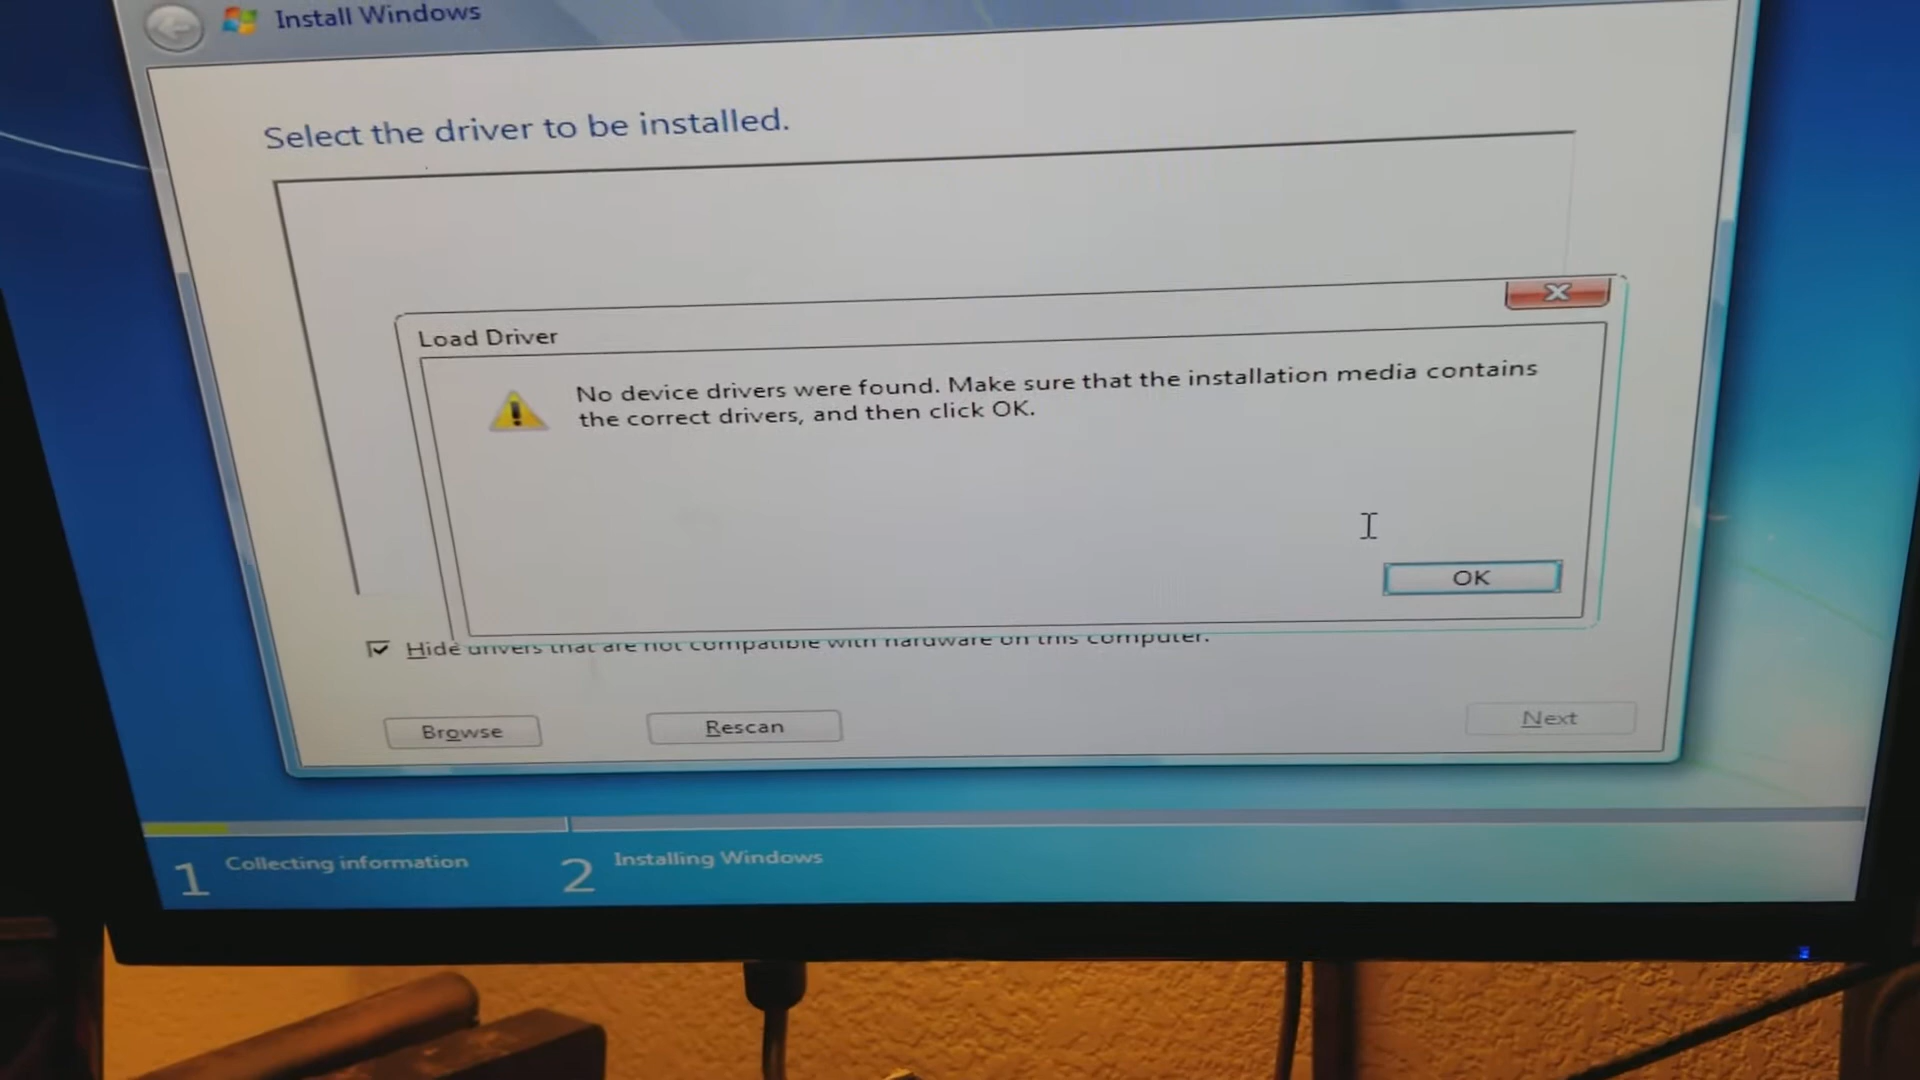 Install Windows
Select the driver to be installed.
Load Driver
No device drivers were found. Make sure that the installation media contains
the correct drivers, and then click OK.
OK
Hide drivers that are not compatible with hardware on this computer.
Browse
Rescan
Next
1 Collecting information
2 Installing Windows